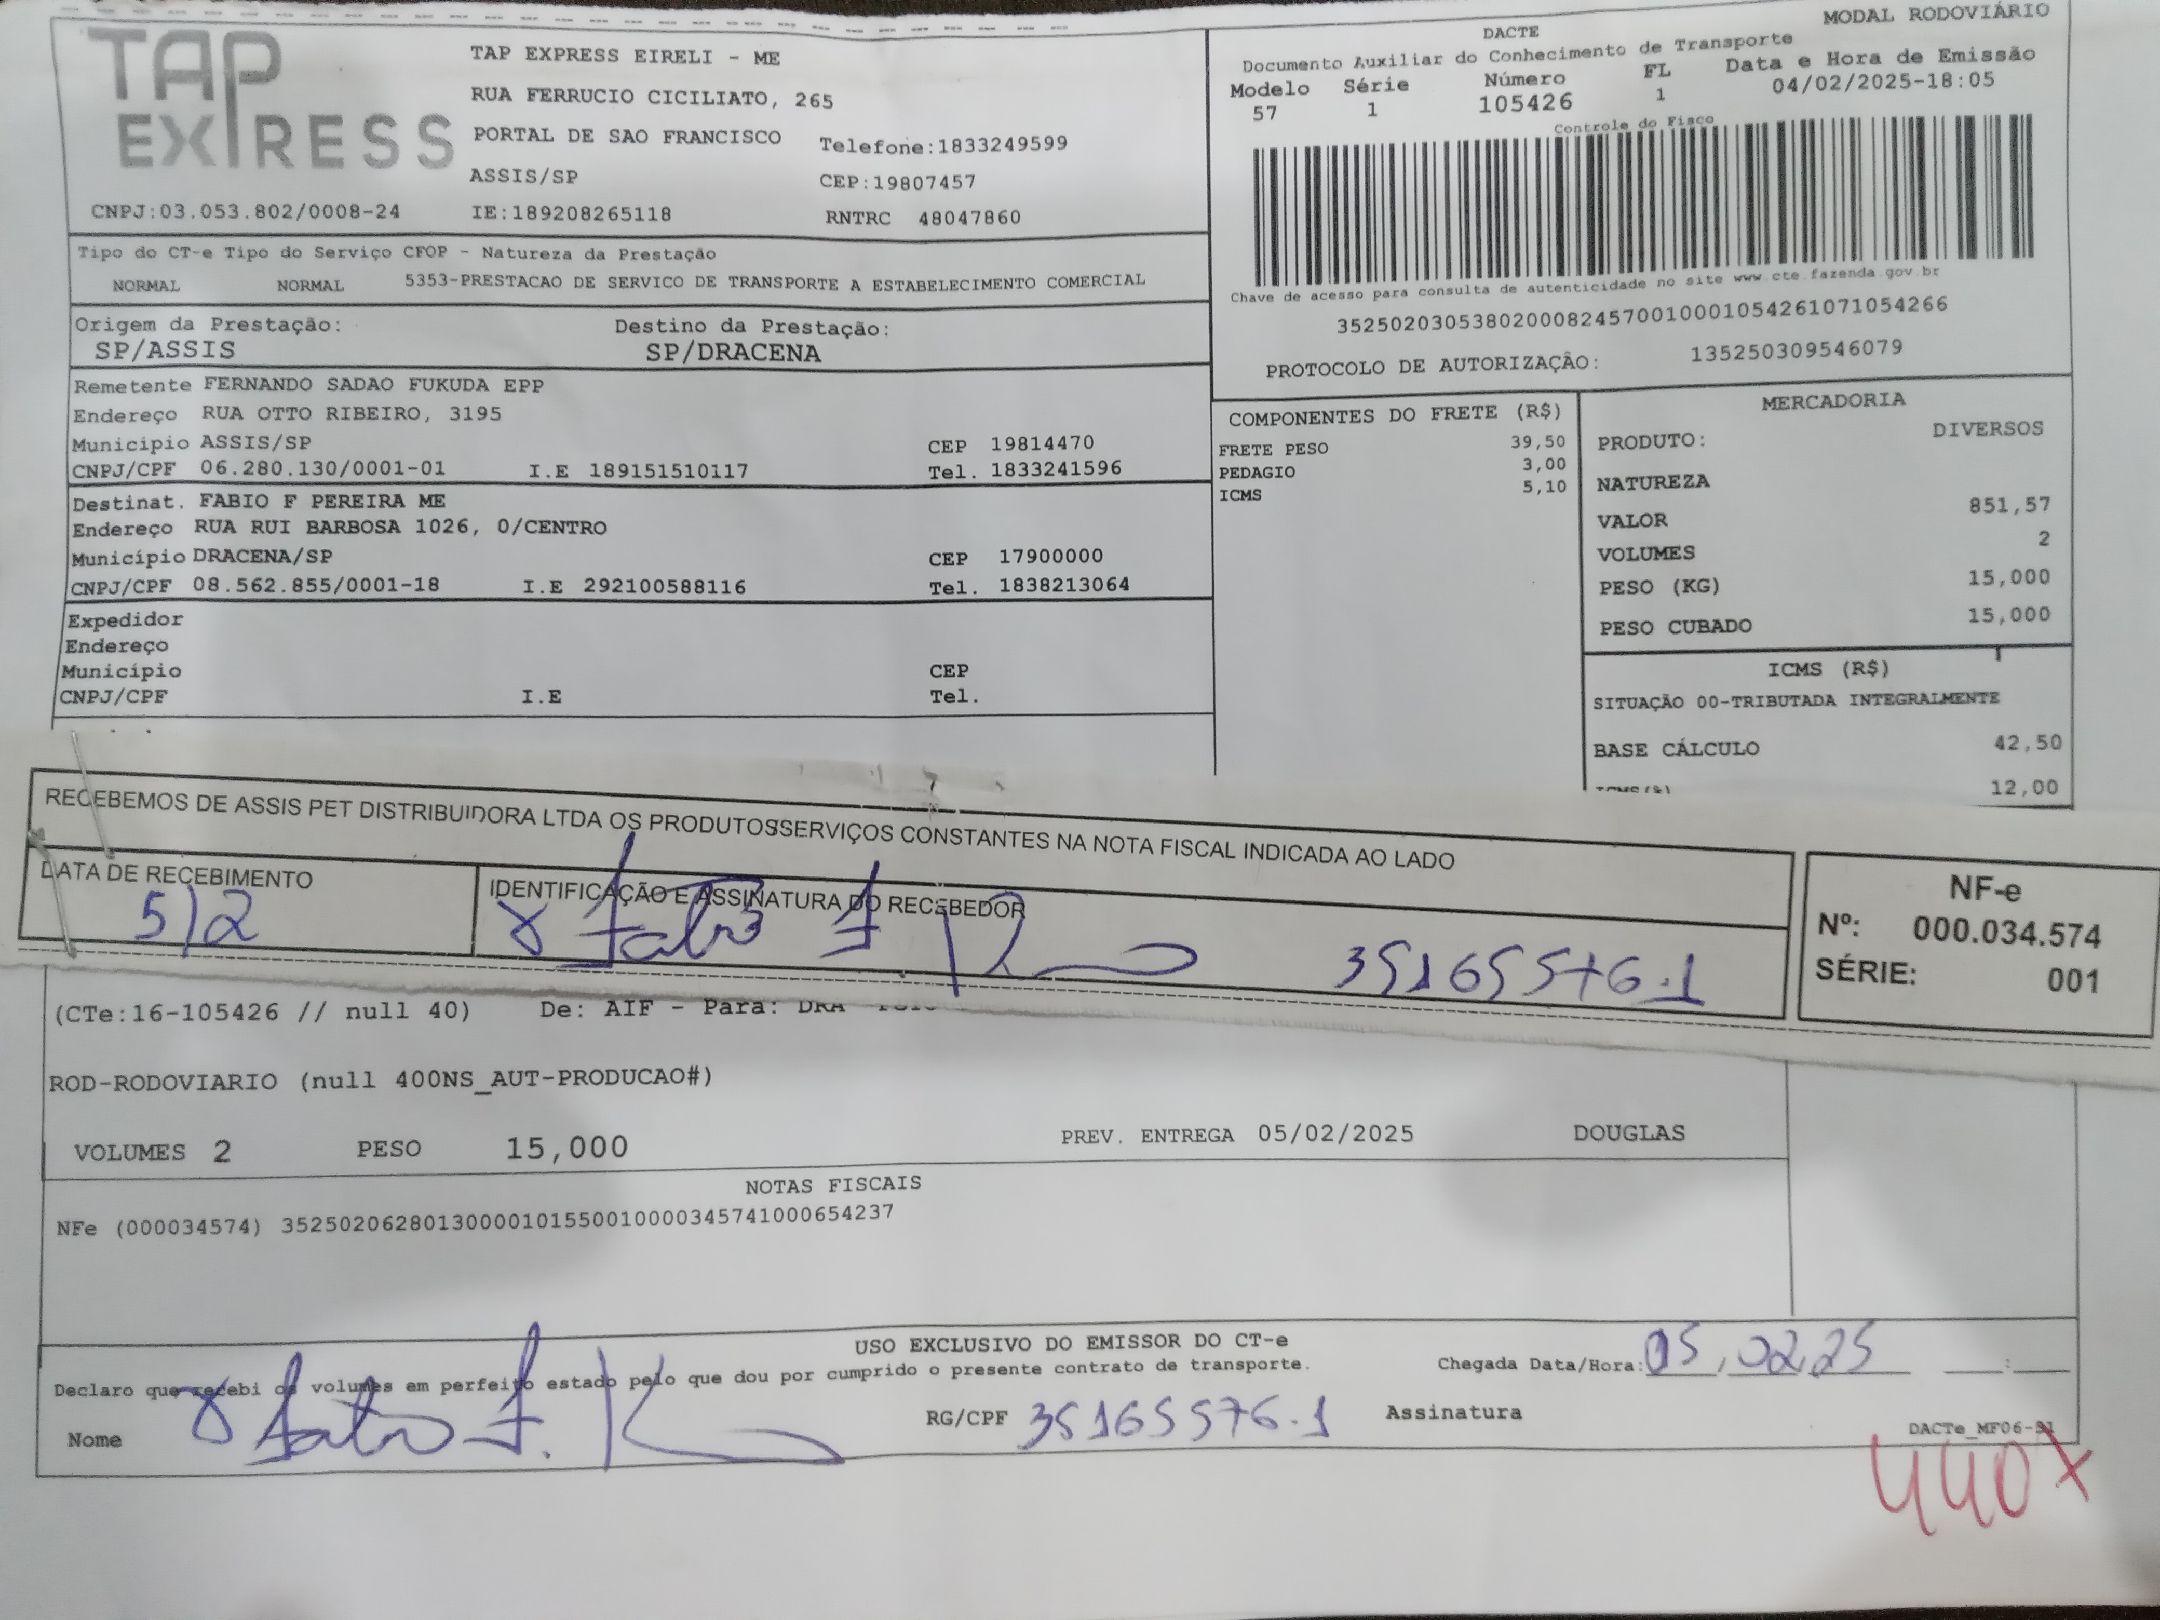 TAP EXPRESS
TAP EXPRESS EIRELI - ME
RUA FERRUCIO CICILIATO, 265
PORTAL DE SAO FRANCISCO Telefone:1833249599
ASSIS/SP CEP:19807457
CNPJ:03.053.802/0008-24 IE:189208265118 RNTRC 48047860
MODAL RODOVIÁRIO
DACTE
Documento Auxiliar do Conhecimento de Transporte
Modelo Série Número FL Data e Hora de Emissão
57 1 105426 1 04/02/2025-18:05
Controle do Fisco
Chave de acesso para consulta de autenticidade no site www.cte.fazenda.gov.br
35250203053802000824570010001054261071054266
PROTOCOLO DE AUTORIZAÇÃO: 135250309546079
Tipo do CT-e Tipo do Serviço CFOP - Natureza da Prestação
NORMAL NORMAL 5353-PRESTACAO DE SERVICO DE TRANSPORTE A ESTABELECIMENTO COMERCIAL
Origem da Prestação: Destino da Prestação:
SP/ASSIS SP/DRACENA
Remetente FERNANDO SADAO FUKUDA EPP
Endereço RUA OTTO RIBEIRO, 3195
Município ASSIS/SP CEP 19814470
CNPJ/CPF 06.280.130/0001-01 I.E 189151510117 Tel. 1833241596
Destinat. FABIO F PEREIRA ME
Endereço RUA RUI BARBOSA 1026, 0/CENTRO
Município DRACENA/SP CEP 17900000
CNPJ/CPF 08.562.855/0001-18 I.E 292100588116 Tel. 1838213064
Expedidor
Endereço
Município CEP
CNPJ/CPF I.E Tel.
COMPONENTES DO FRETE (R$)
FRETE PESO 39,50
PEDAGIO 3,00
ICMS 5,10
MERCADORIA
PRODUTO: DIVERSOS
NATUREZA
VALOR 851,57
VOLUMES 2
PESO (KG) 15,000
PESO CUBADO 15,000
ICMS (R$)
SITUAÇÃO 00-TRIBUTADA INTEGRALMENTE
BASE CÁLCULO 42,50
ICMS(%) 12,00
RECEBEMOS DE ASSIS PET DISTRIBUIDORA LTDA OS PRODUTOSSERVIÇOS CONSTANTES NA NOTA FISCAL INDICADA AO LADO
DATA DE RECEBIMENTO IDENTIFICAÇÃO E ASSINATURA DO RECEBEDOR
5/2 Fabio F 35165576.1
NF-e
Nº: 000.034.574
SÉRIE: 001
(CTe:16-105426 // null 40) De: AIF - Para: DRA
ROD-RODOVIARIO (null 400NS_AUT-PRODUCAO#)
VOLUMES 2 PESO 15,000 PREV. ENTREGA 05/02/2025 DOUGLAS
NOTAS FISCAIS
NFe (000034574) 35250206280130000101550010000345741000654237
USO EXCLUSIVO DO EMISSOR DO CT-e
Declaro que recebi os volumes em perfeito estado pelo que dou por cumprido o presente contrato de transporte. Chegada Data/Hora: 05,02,25 __:__
Nome Fabio F. RG/CPF 35165576.1 Assinatura